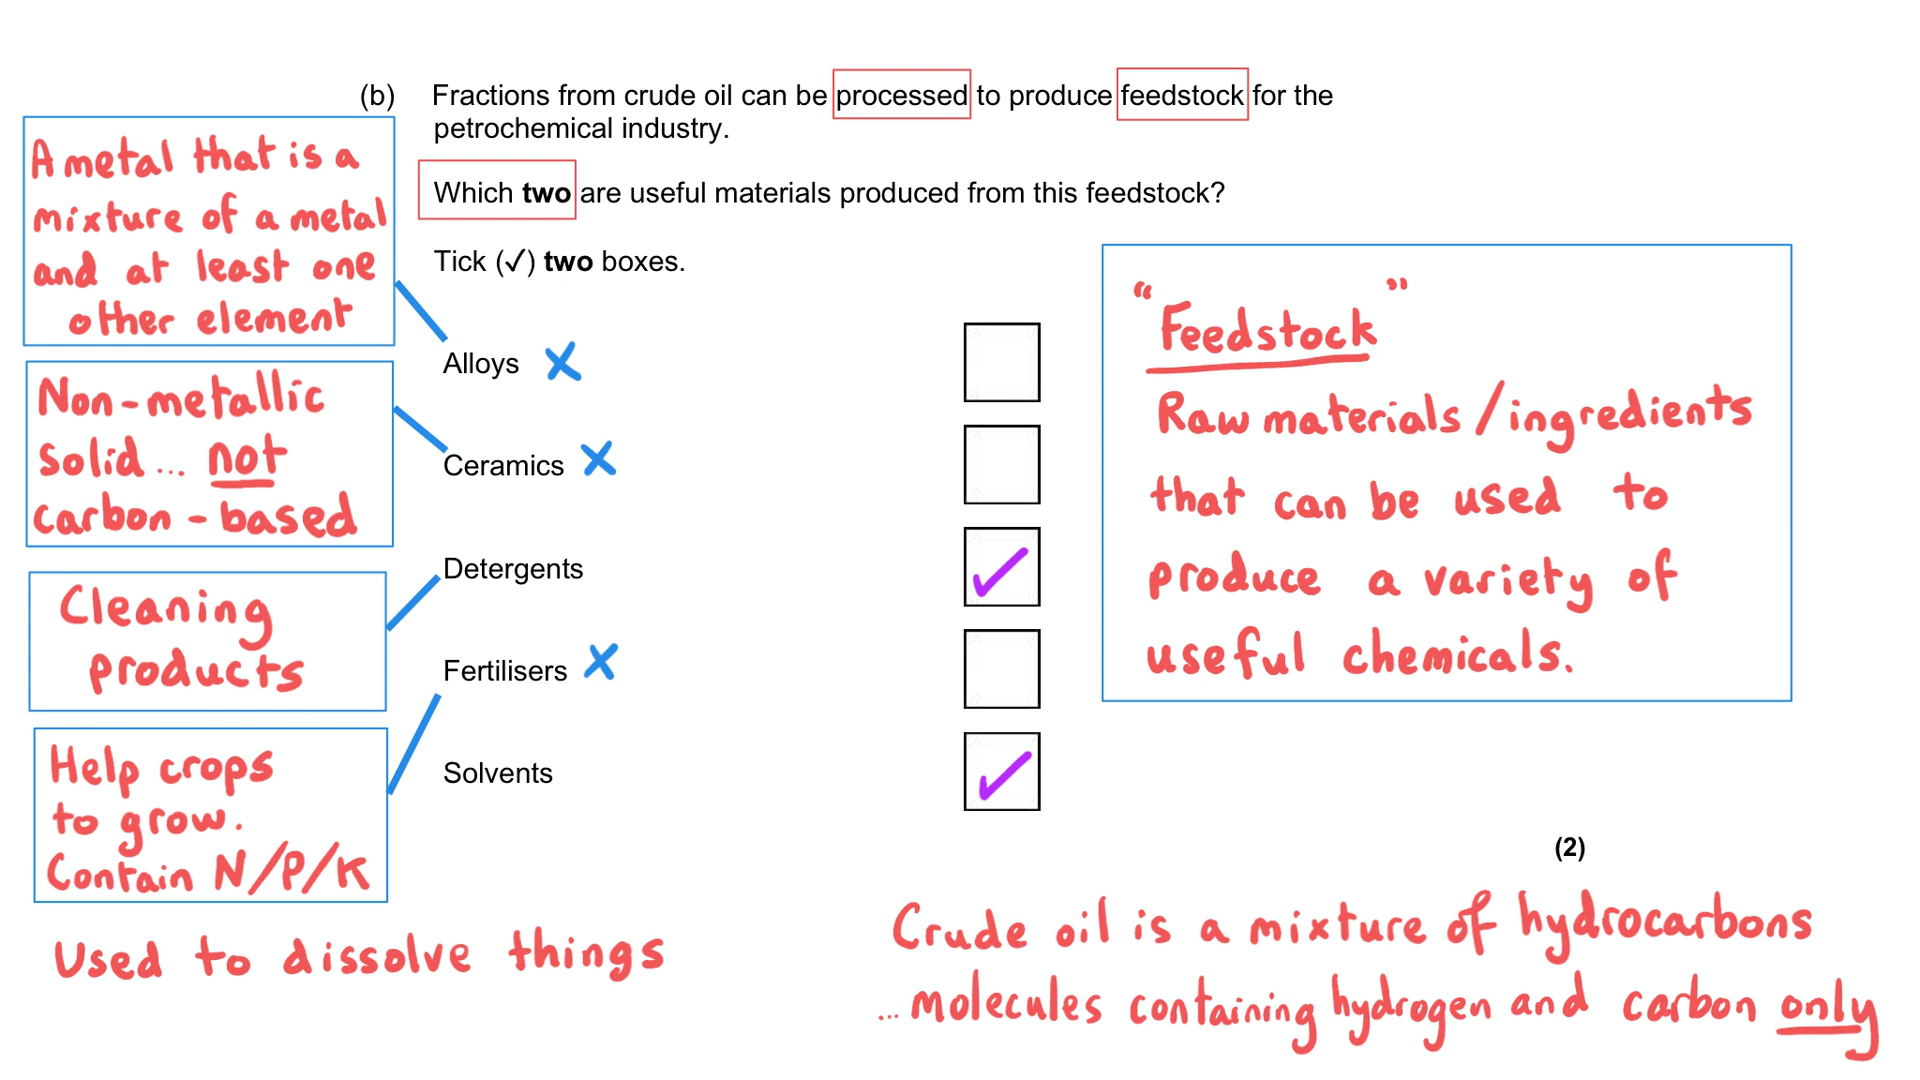 (b) Fractions from crude oil can be processed to produce feedstock for the
petrochemical industry.
Which two are useful materials produced from this feedstock?
Tick (✓) two boxes.
A metal that is a
mixture of a metal
and at least one
other element
Alloys
Non-metallic
solid ... not
carbon-based
Ceramics
Cleaning
products
Detergents
Help crops
to grow.
Contain N/P/K
Fertilisers
Solvents
Used to dissolve things
"Feedstock"
Raw materials/ingredients
that can be used to
produce a variety of
useful chemicals.
(2)
Crude oil is a mixture of hydrocarbons
... molecules containing hydrogen and carbon only